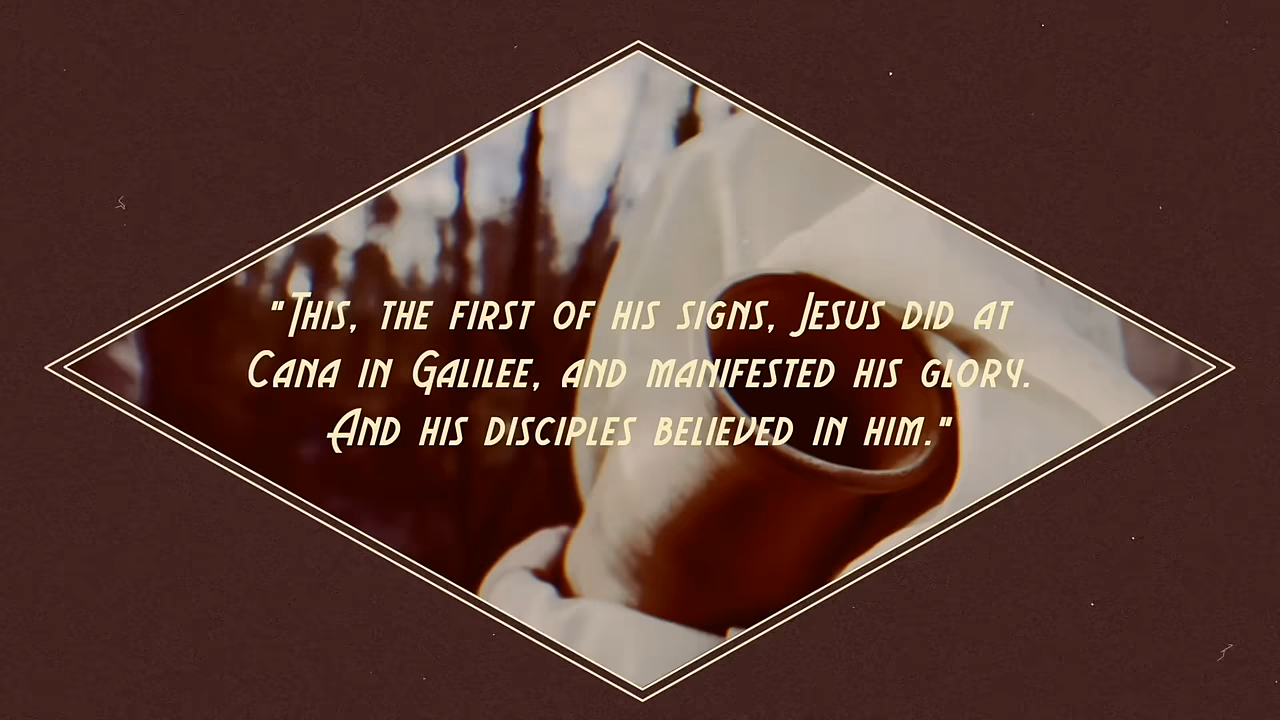 "This, the first of his signs, Jesus did at
Cana in Galilee, and manifested his glory.
And his disciples believed in him."